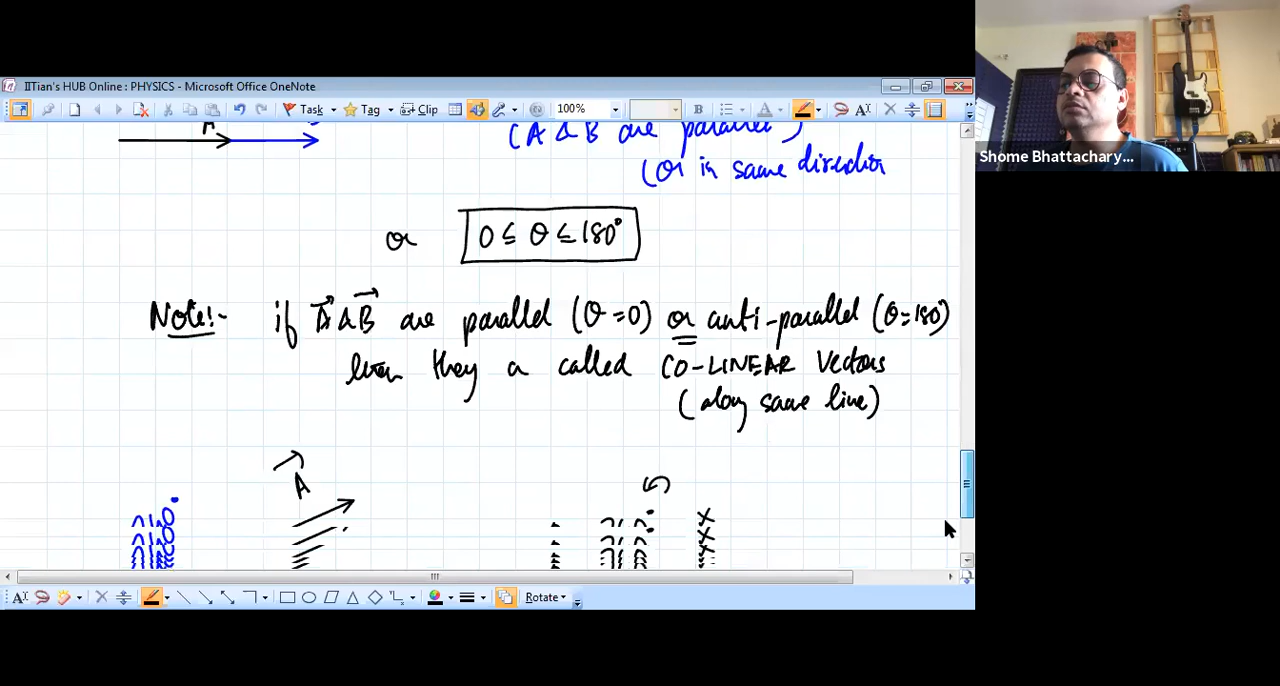 IITian's HUB Online : PHYSICS - Microsoft Office OneNote
Task Tag Clip 100% B A
A
(A & B are parallel)
(or in same direction
or 0 ≤ θ ≤ 180°
Note:- if A & B are parallel (θ = 0) or anti-parallel (θ = 180°)
they a called CO-LINEAR Vectors
(along same line)
A
Rotate
Shome Bhattachary...